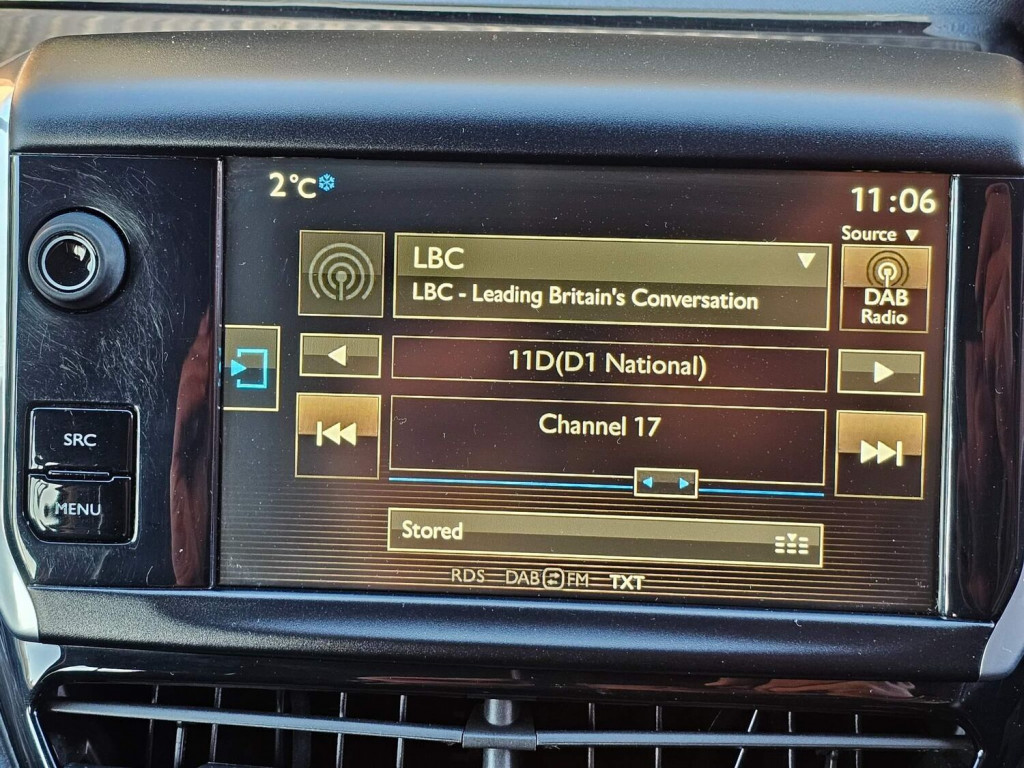 2°C
11:06
Source
LBC
LBC - Leading Britain's Conversation
DAB
Radio
11D(D1 National)
Channel 17
SRC
MENU
Stored
RDS DAB FM TXT